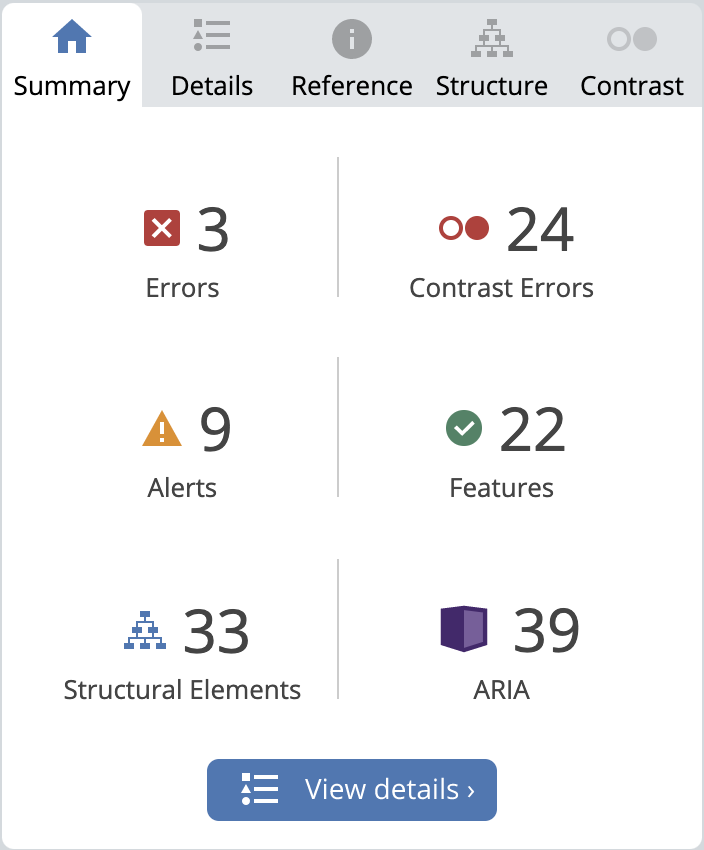 Summary Details Reference Structure Contrast
3 24
Errors Contrast Errors
9 22
Alerts Features
33 39
Structural Elements ARIA
View details ›